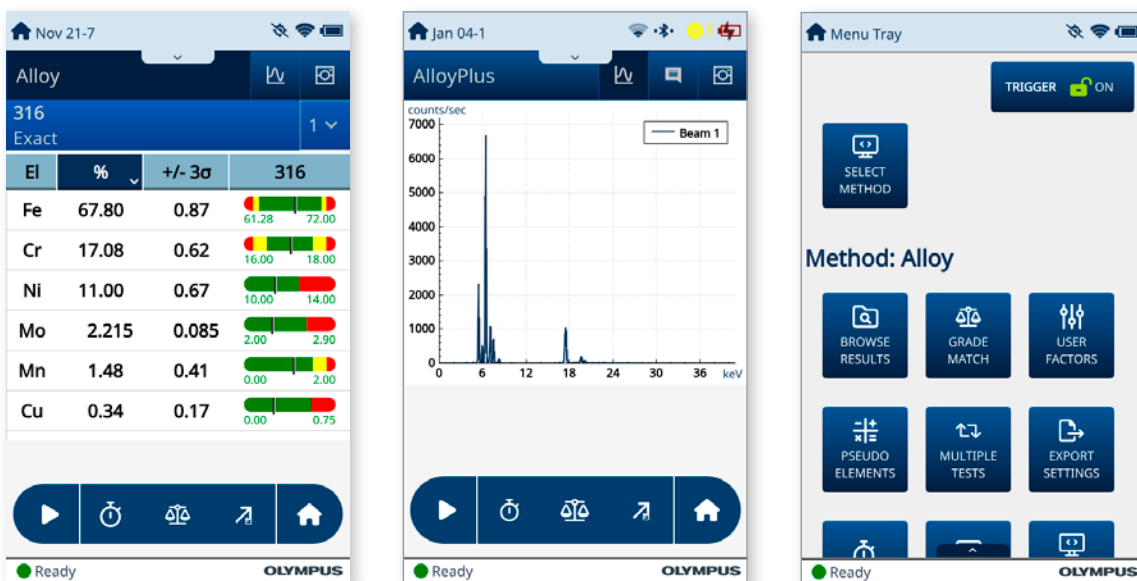 Nov 21-7
Alloy
316
Exact
1
El % +/- 3σ 316
Fe 67.80 0.87 61.28 72.00
Cr 17.08 0.62 16.00 18.00
Ni 11.00 0.67 10.00 14.00
Mo 2.215 0.085 2.00 2.90
Mn 1.48 0.41 0.00 2.00
Cu 0.34 0.17 0.00 0.75
Ready OLYMPUS
Jan 04-1
AlloyPlus
counts/sec
7000
Beam 1
6000
5000
4000
3000
2000
1000
0
0 6 12 18 24 30 36 keV
Ready OLYMPUS
Menu Tray
TRIGGER ON
SELECT
METHOD
Method: Alloy
BROWSE
RESULTS
GRADE
MATCH
USER
FACTORS
PSEUDO
ELEMENTS
MULTIPLE
TESTS
EXPORT
SETTINGS
Ready OLYMPUS